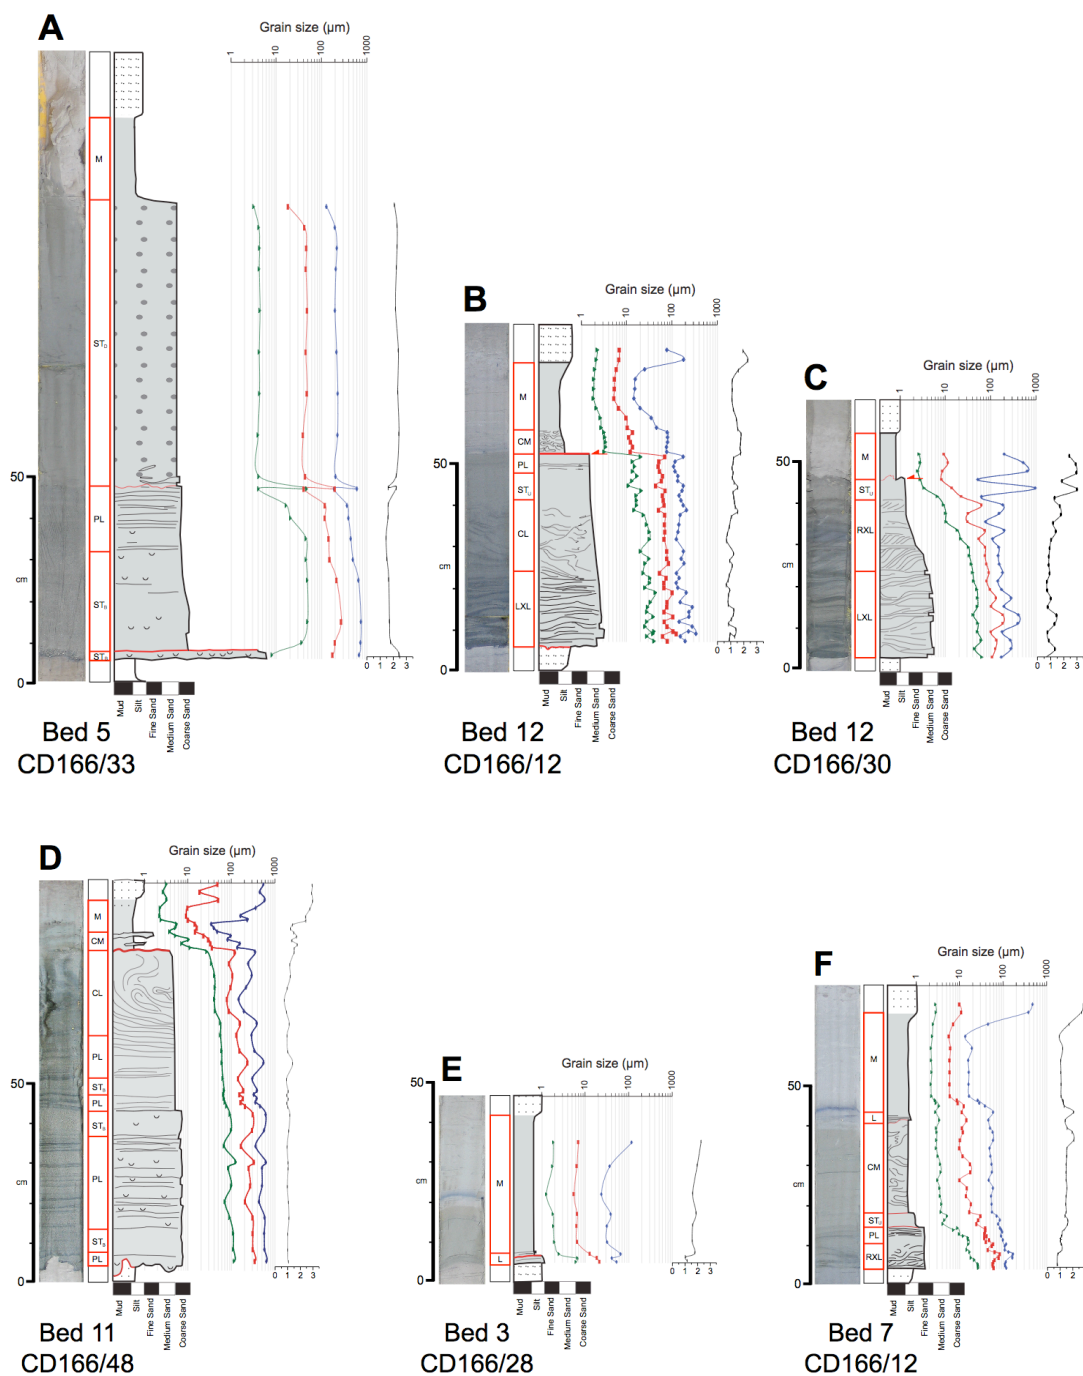 A
Grain size (µm)
1
10
100
1000
M
ST_D
PL
ST_B
ST_B
50
cm
0
0 1 2 3
Mud
Silt
Fine Sand
Medium Sand
Coarse Sand
Bed 5
CD166/33
B
Grain size (µm)
1
10
100
1000
M
CM
PL
ST_U
CL
LXL
50
cm
0
0 1 2 3
Mud
Silt
Fine Sand
Medium Sand
Coarse Sand
Bed 12
CD166/12
C
Grain size (µm)
1
10
100
1000
M
ST_U
RXL
LXL
50
cm
0
0 1 2 3
Mud
Silt
Fine Sand
Medium Sand
Coarse Sand
Bed 12
CD166/30
D
Grain size (µm)
1
10
100
1000
M
CM
CL
PL
ST_B
PL
ST_B
PL
ST_B
PL
50
cm
0
0 1 2 3
Mud
Silt
Fine Sand
Medium Sand
Coarse Sand
Bed 11
CD166/48
E
Grain size (µm)
1
10
100
1000
M
L
50
cm
0
0 1 2 3
Mud
Silt
Fine Sand
Medium Sand
Coarse Sand
Bed 3
CD166/28
F
Grain size (µm)
1
10
100
1000
M
L
CM
ST_U
PL
RXL
50
cm
0
0 1 2
Mud
Silt
Fine Sand
Medium Sand
Coarse Sand
Bed 7
CD166/12